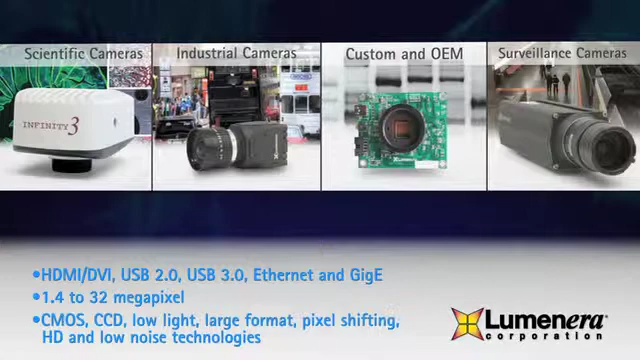 Scientific Cameras
Industrial Cameras
Custom and OEM
Surveillance Cameras
INFINITY 3
Lumenera
•HDMI/DVI, USB 2.0, USB 3.0, Ethernet and GigE
•1.4 to 32 megapixel
•CMOS, CCD, low light, large format, pixel shifting,
HD and low noise technologies
Lumenera
corporation